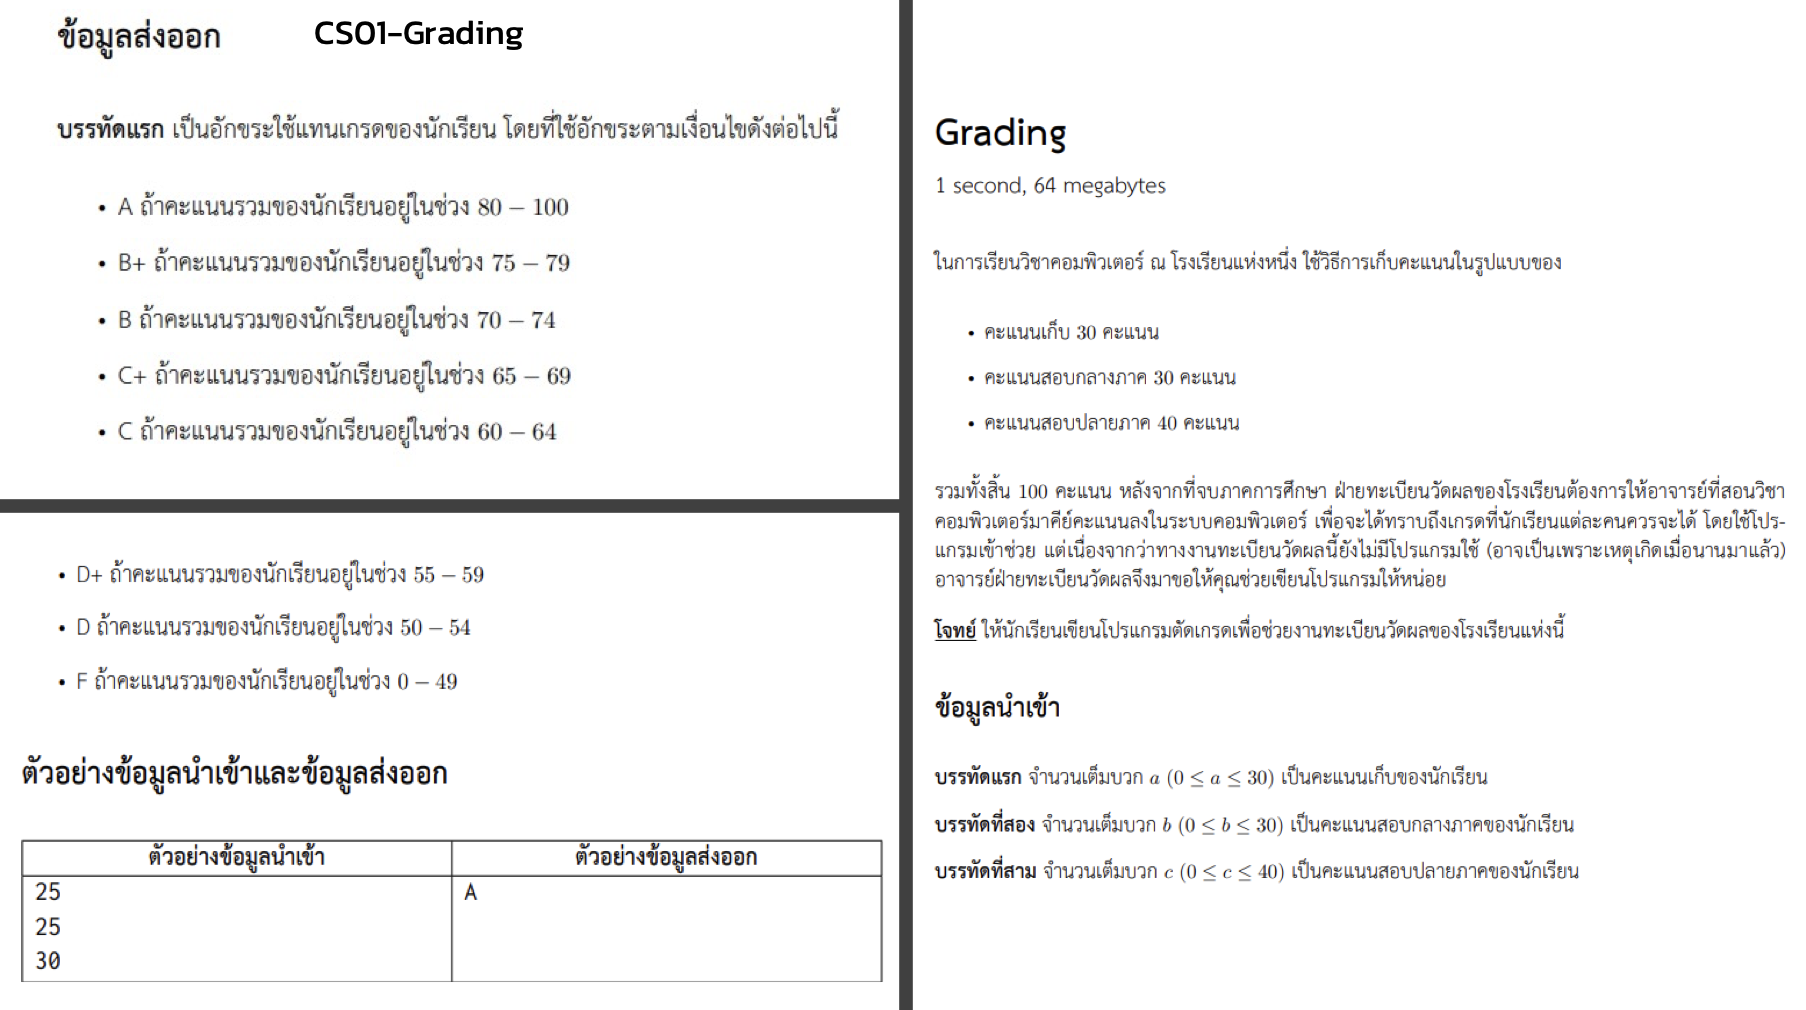 ข้อมูลส่งออก
CS01-Grading
บรรทัดแรก เป็นอักขระใช้แทนเกรดของนักเรียน โดยที่ใช้อักขระตามเงื่อนไขดังต่อไปนี้
• A ถ้าคะแนนรวมของนักเรียนอยู่ในช่วง 80 – 100
• B+ ถ้าคะแนนรวมของนักเรียนอยู่ในช่วง 75 – 79
• B ถ้าคะแนนรวมของนักเรียนอยู่ในช่วง 70 – 74
• C+ ถ้าคะแนนรวมของนักเรียนอยู่ในช่วง 65 – 69
• C ถ้าคะแนนรวมของนักเรียนอยู่ในช่วง 60 – 64
• D+ ถ้าคะแนนรวมของนักเรียนอยู่ในช่วง 55 – 59
• D ถ้าคะแนนรวมของนักเรียนอยู่ในช่วง 50 – 54
• F ถ้าคะแนนรวมของนักเรียนอยู่ในช่วง 0 – 49
ตัวอย่างข้อมูลนำเข้าและข้อมูลส่งออก
ตัวอย่างข้อมูลนำเข้า
ตัวอย่างข้อมูลส่งออก
25
A
25
30
Grading
1 second, 64 megabytes
ในการเรียนวิชาคอมพิวเตอร์ ณ โรงเรียนแห่งหนึ่ง ใช้วิธีการเก็บคะแนนในรูปแบบของ
• คะแนนเก็บ 30 คะแนน
• คะแนนสอบกลางภาค 30 คะแนน
• คะแนนสอบปลายภาค 40 คะแนน
รวมทั้งสิ้น 100 คะแนน หลังจากที่จบภาคการศึกษา ฝ่ายทะเบียนวัดผลของโรงเรียนต้องการให้อาจารย์ที่สอนวิชา
คอมพิวเตอร์มาคีย์คะแนนลงในระบบคอมพิวเตอร์ เพื่อจะได้ทราบถึงเกรดที่นักเรียนแต่ละคนควรจะได้ โดยใช้โปร-
แกรมเข้าช่วย แต่เนื่องจากว่าทางงานทะเบียนวัดผลนี้ยังไม่มีโปรแกรมใช้ (อาจเป็นเพราะเหตุเกิดเมื่อนานมาแล้ว)
อาจารย์ฝ่ายทะเบียนวัดผลจึงมาขอให้คุณช่วยเขียนโปรแกรมให้หน่อย
โจทย์ ให้นักเรียนเขียนโปรแกรมตัดเกรดเพื่อช่วยงานทะเบียนวัดผลของโรงเรียนแห่งนี้
ข้อมูลนำเข้า
บรรทัดแรก จำนวนเต็มบวก a (0 ≤ a ≤ 30) เป็นคะแนนเก็บของนักเรียน
บรรทัดที่สอง จำนวนเต็มบวก b (0 ≤ b ≤ 30) เป็นคะแนนสอบกลางภาคของนักเรียน
บรรทัดที่สาม จำนวนเต็มบวก c (0 ≤ c ≤ 40) เป็นคะแนนสอบปลายภาคของนักเรียน